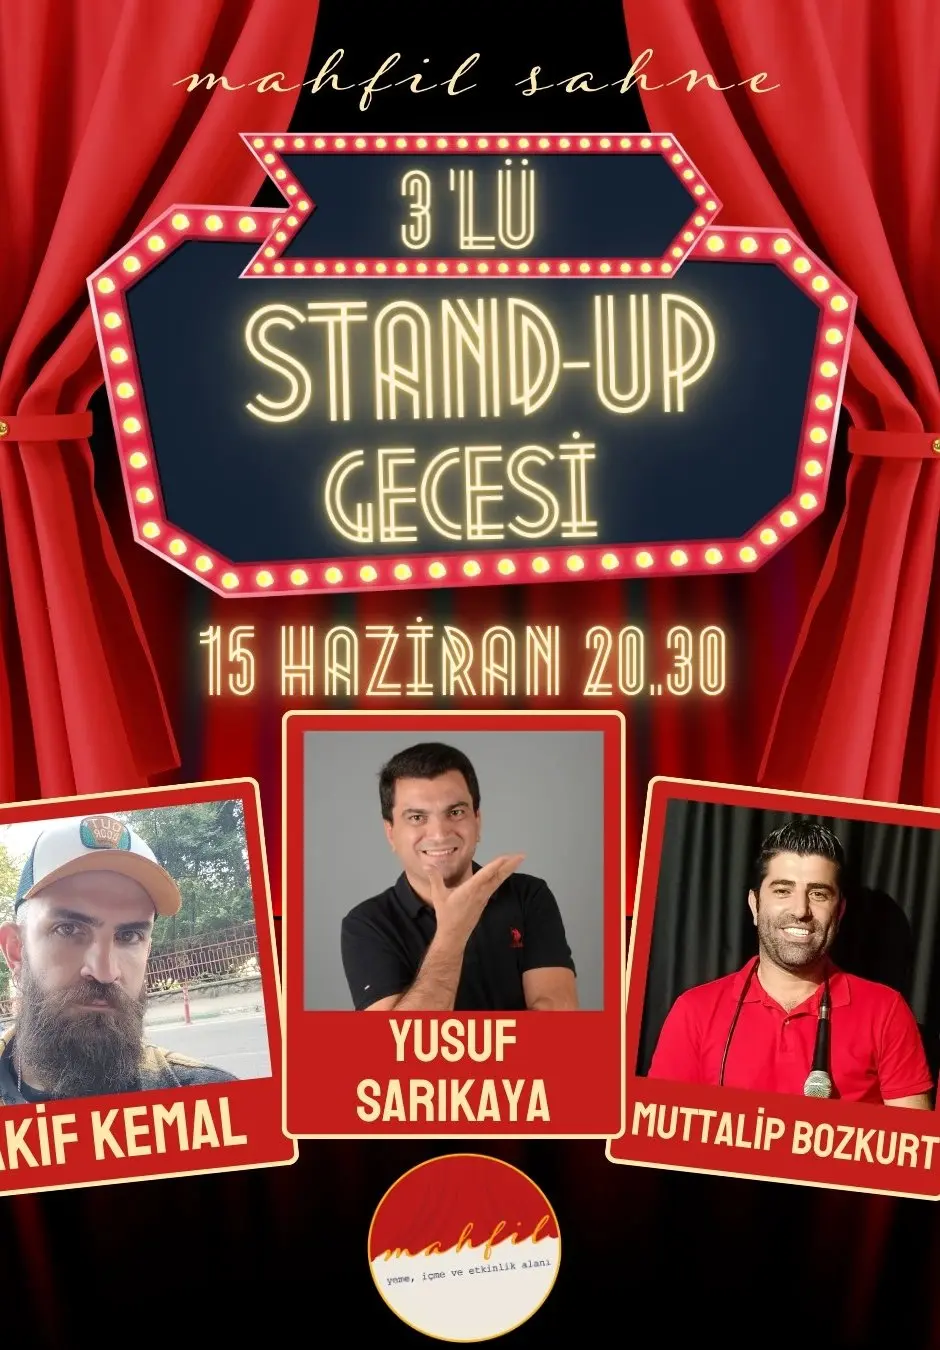 mahfil sahne
3'LÜ
STAND-UP
GECESİ
15 HAZİRAN 20.30
YUSUF
SARIKAYA
KİF KEMAL
MUTTALİP BOZKURT
mahfil
yeme, içme ve etkinlik alanı